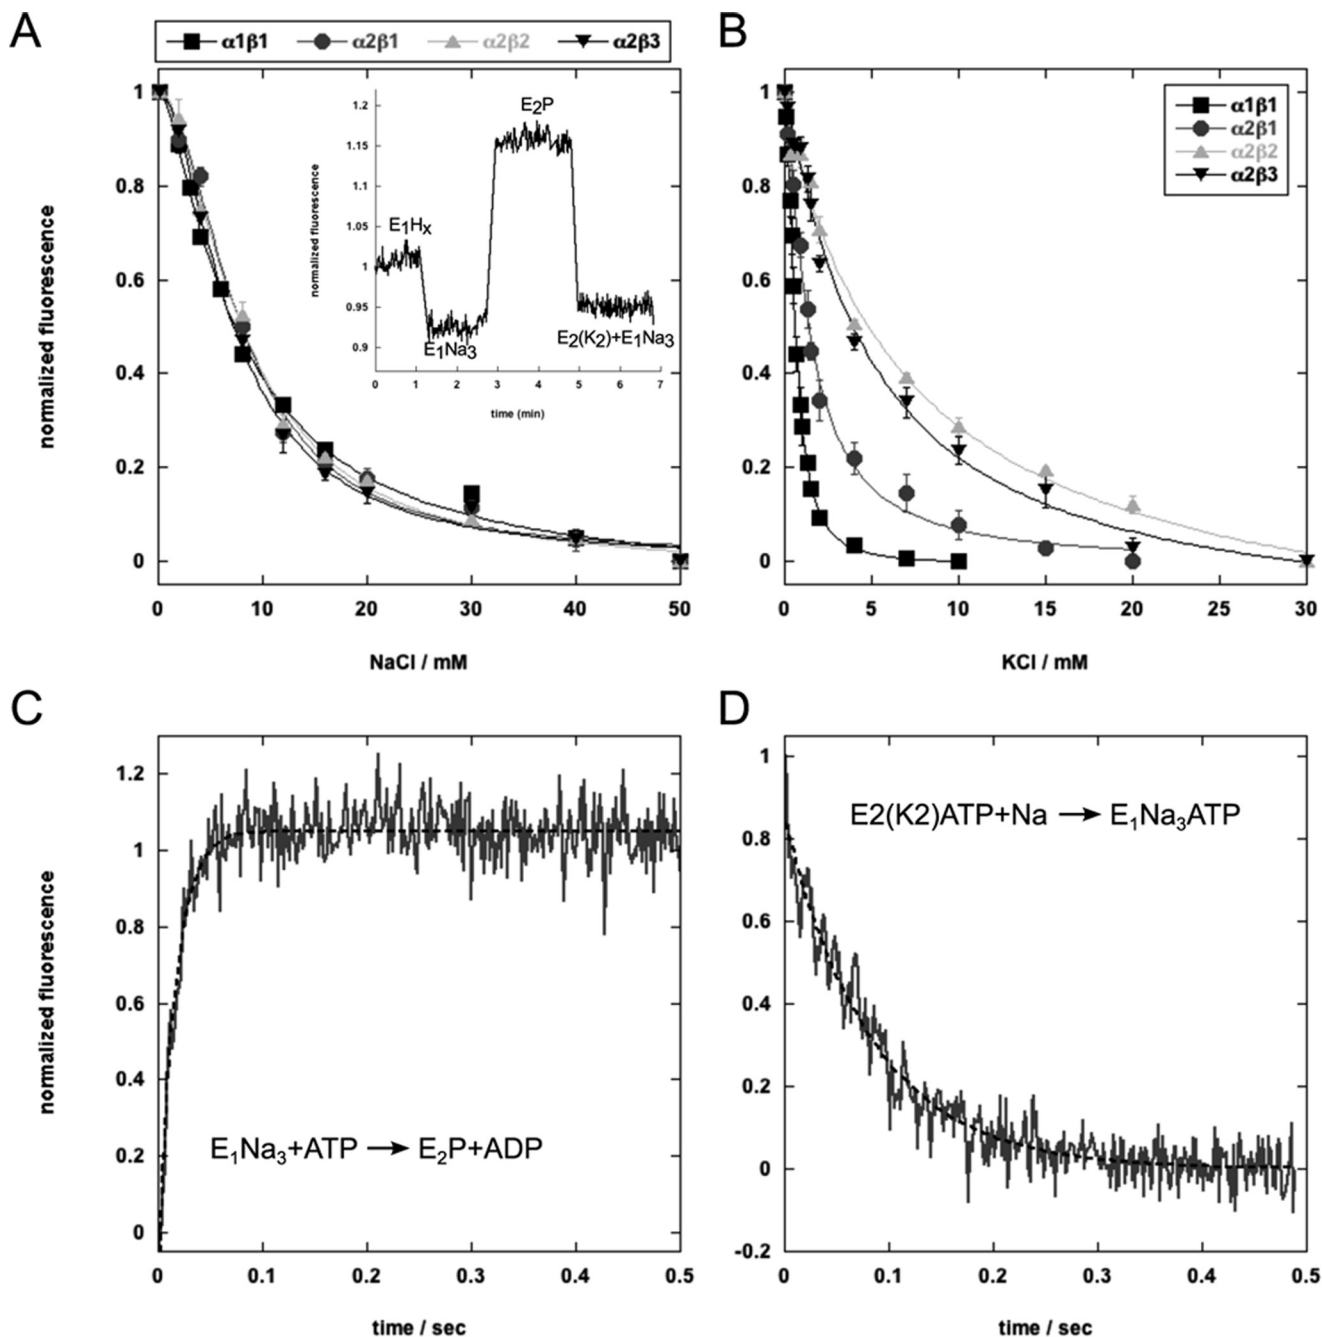 A
α1β1 α2β1 α2β2 α2β3
normalized fluorescence
1
0.8
0.6
0.4
0.2
0
0 10 20 30 40 50
NaCl / mM
normalized fluorescence
1.2
1.15
1.1
1.05
1
0.95
0.9
E2P
E1Hx
E1Na3
E2(K2)+E1Na3
0 1 2 3 4 5 6 7
time (min)
B
α1β1
α2β1
α2β2
α2β3
1
0.8
0.6
0.4
0.2
0
0 5 10 15 20 25 30
KCl / mM
C
normalized fluorescence
1.2
1
0.8
0.6
0.4
0.2
0
E1Na3+ATP → E2P+ADP
0 0.1 0.2 0.3 0.4 0.5
time / sec
D
1
0.8
0.6
0.4
0.2
0
-0.2
E2(K2)ATP+Na → E1Na3ATP
0 0.1 0.2 0.3 0.4 0.5
time / sec